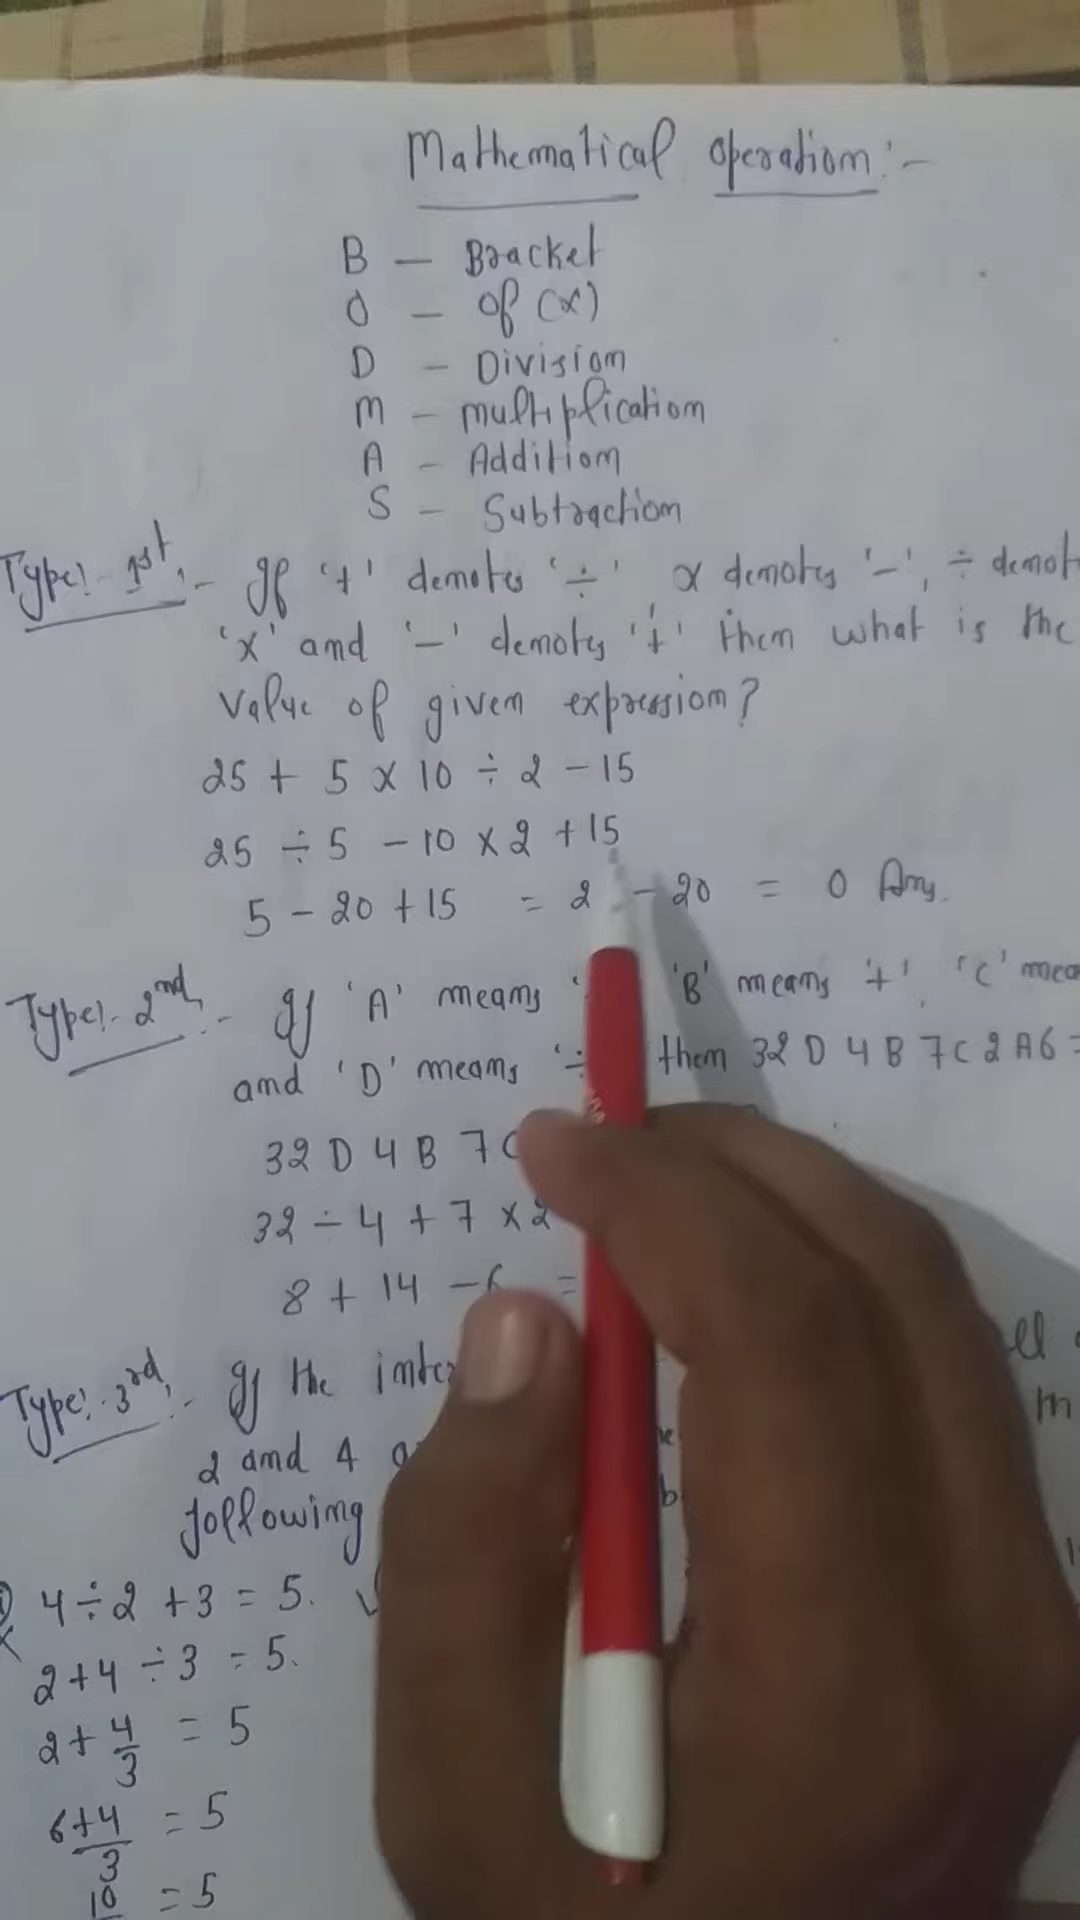 Mathematical Operation:-
B - Bracket
O - Of (x)
D - Division
M - Multiplication
A - Addition
S - Subtraction
Type:- 1st:- If '+' denotes '÷' x denotes '-', ÷ denot
'x' and '-' denotes '+' then what is the
Value of given expression?
25 + 5 x 10 ÷ 2 - 15
25 ÷ 5 - 10 x 2 + 15
5 - 20 + 15 = 2 - 20 = 0 Ans.
Type:- 2nd:- If 'A' means 'B' means '+' 'C' mea
and 'D' means '÷ then 32 D 4 B 7 C 2 A 6 =
32 D 4 B 7 C
32 ÷ 4 + 7 x 2
8 + 14 - 6 =
Type:- 3rd:- If the inte
2 and 4
following
4 ÷ 2 + 3 = 5. ✓
2 + 4 ÷ 3 = 5.
2 + 4/3 = 5
6+4/3 = 5
10 = 5